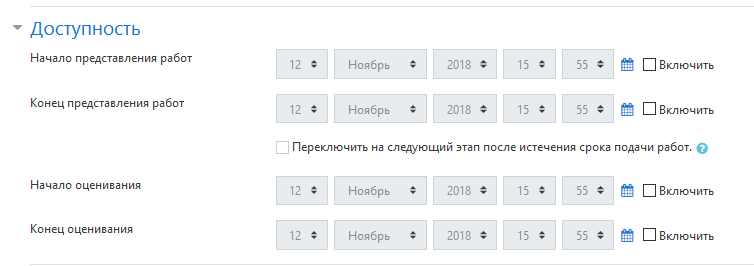 Доступность
Начало представления работ 12 Ноябрь 2018 15 55 Включить
Конец представления работ 12 Ноябрь 2018 15 55 Включить
Переключить на следующий этап после истечения срока подачи работ. ?
Начало оценивания 12 Ноябрь 2018 15 55 Включить
Конец оценивания 12 Ноябрь 2018 15 55 Включить